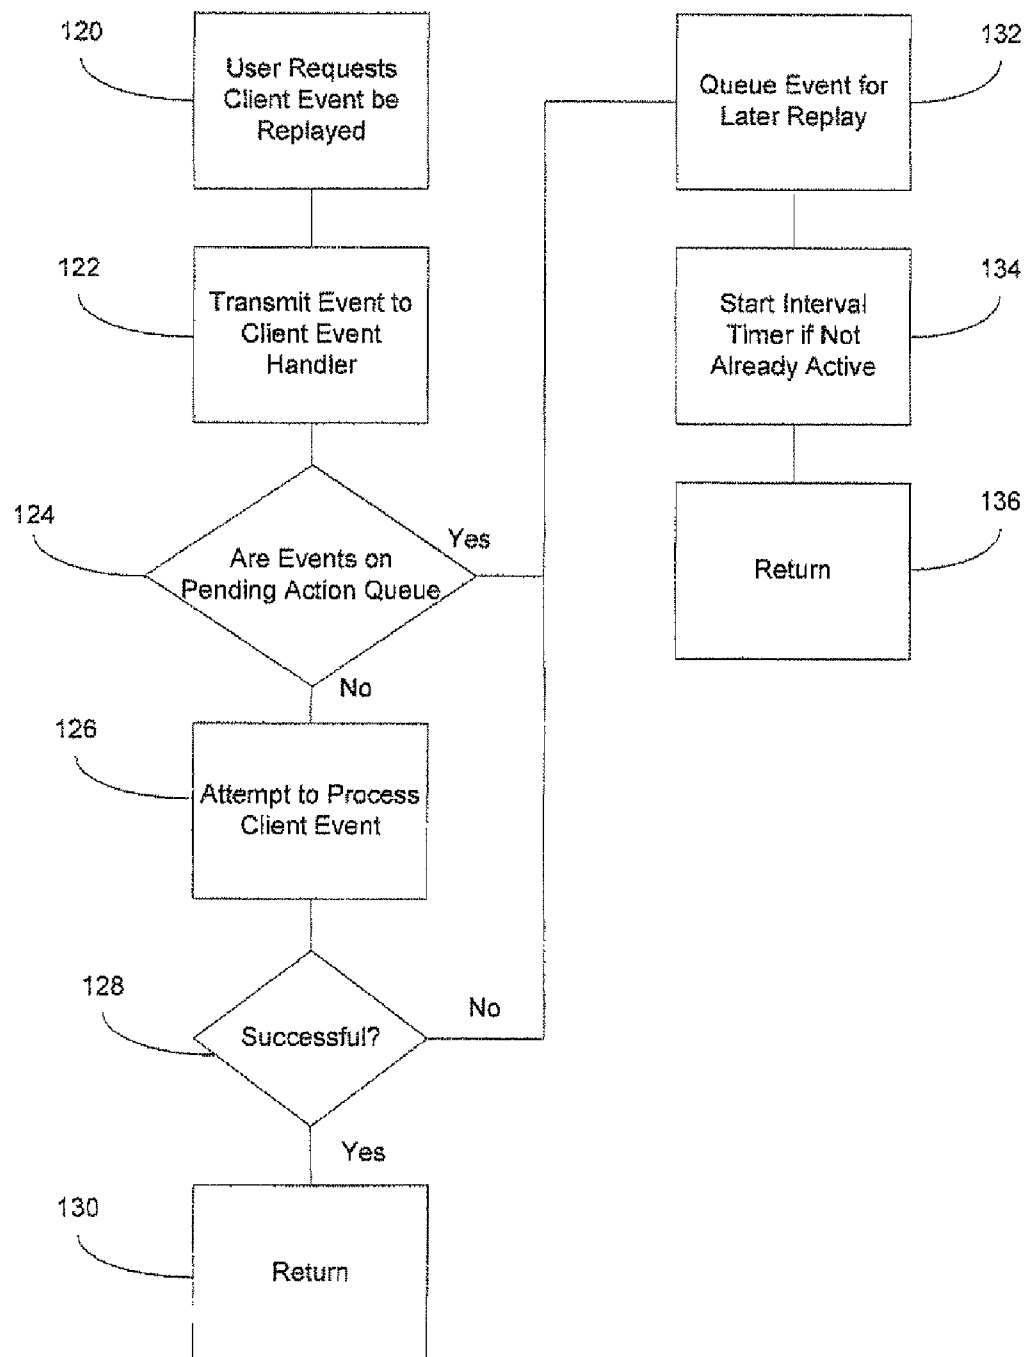 120
User Requests
Client Event be
Replayed
122
Transmit Event to
Client Event
Handler
124
Are Events on
Pending Action Queue
Yes
No
126
Attempt to Process
Client Event
128
Successful?
No
Yes
130
Return
132
Queue Event for
Later Replay
134
Start Interval
Timer if Not
Already Active
136
Return